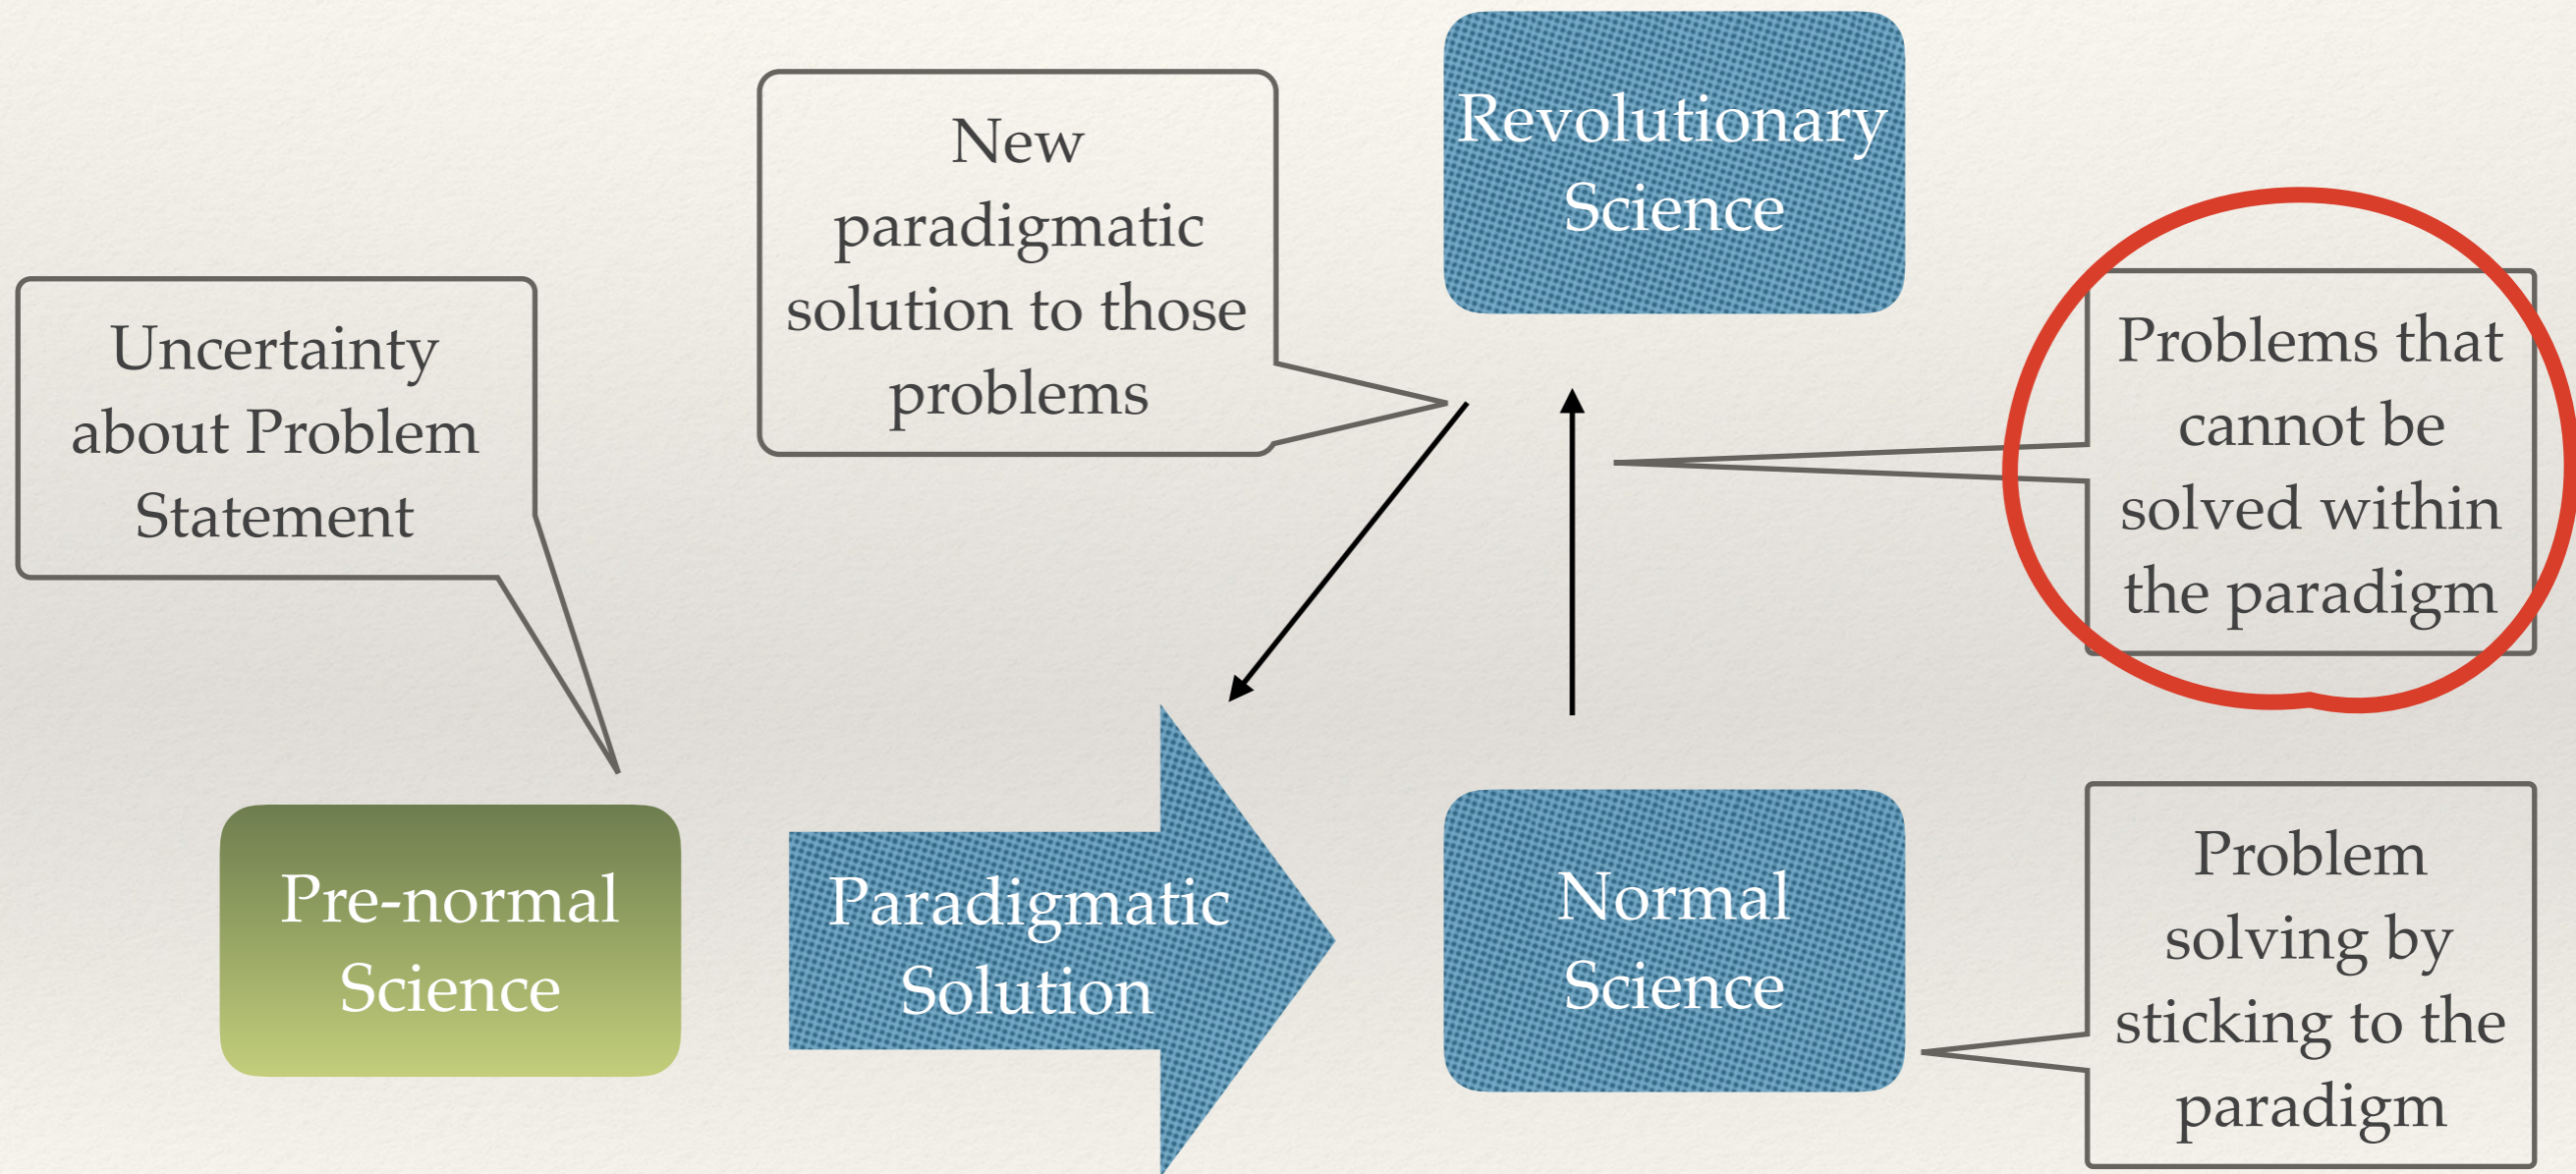 New
paradigmatic
solution to those
problems
Revolutionary
Science
Uncertainty
about Problem
Statement
Problems that
cannot be
solved within
the paradigm
Pre-normal
Science
Paradigmatic
Solution
Normal
Science
Problem
solving by
sticking to the
paradigm